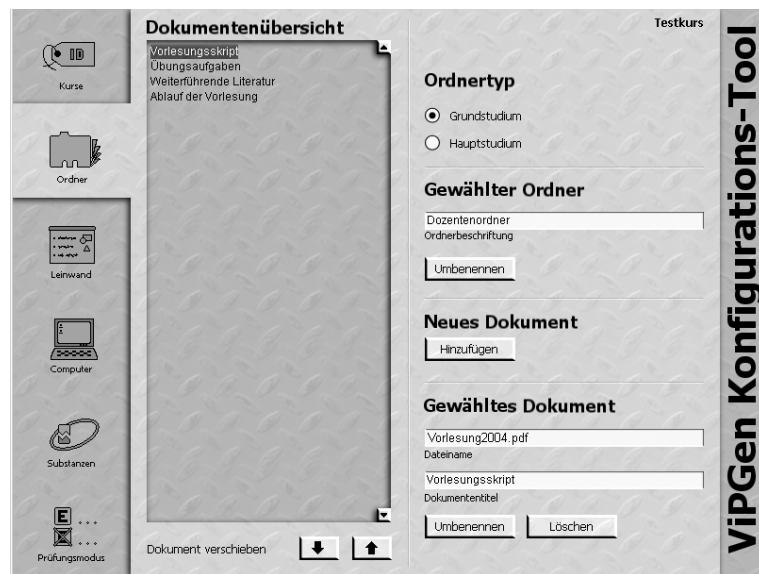 Kurse
Ordner
Leinwand
Computer
Substanzen
E ...
...
Prüfungsmodus
Dokumentenübersicht
Vorlesungsskript
Übungsaufgaben
Weiterführende Literatur
Ablauf der Vorlesung
Dokument verschieben
Testkurs
Ordnertyp
Grundstudium
Hauptstudium
Gewählter Ordner
Dozentenordner
Ordnerbeschriftung
Umbenennen
Neues Dokument
Hinzufügen
Gewähltes Dokument
Vorlesung2004.pdf
Dateiname
Vorlesungsskript
Dokumententitel
Umbenennen Löschen
ViPGen Konfigurations-Tool